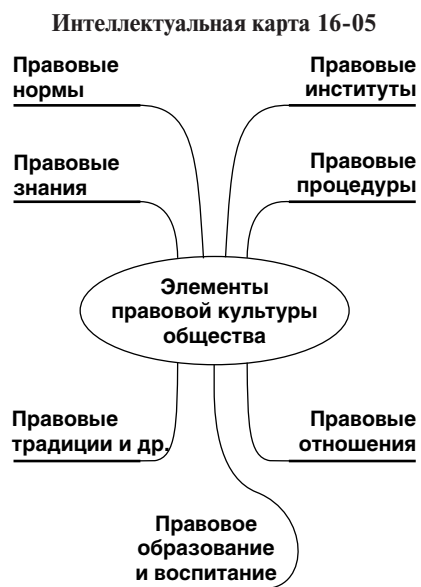 Интеллектуальная карта 16-05
Правовые
нормы
Правовые
институты
Правовые
знания
Правовые
процедуры
Элементы
правовой культуры
общества
Правовые
традиции и др.
Правовые
отношения
Правовое
образование
и воспитание